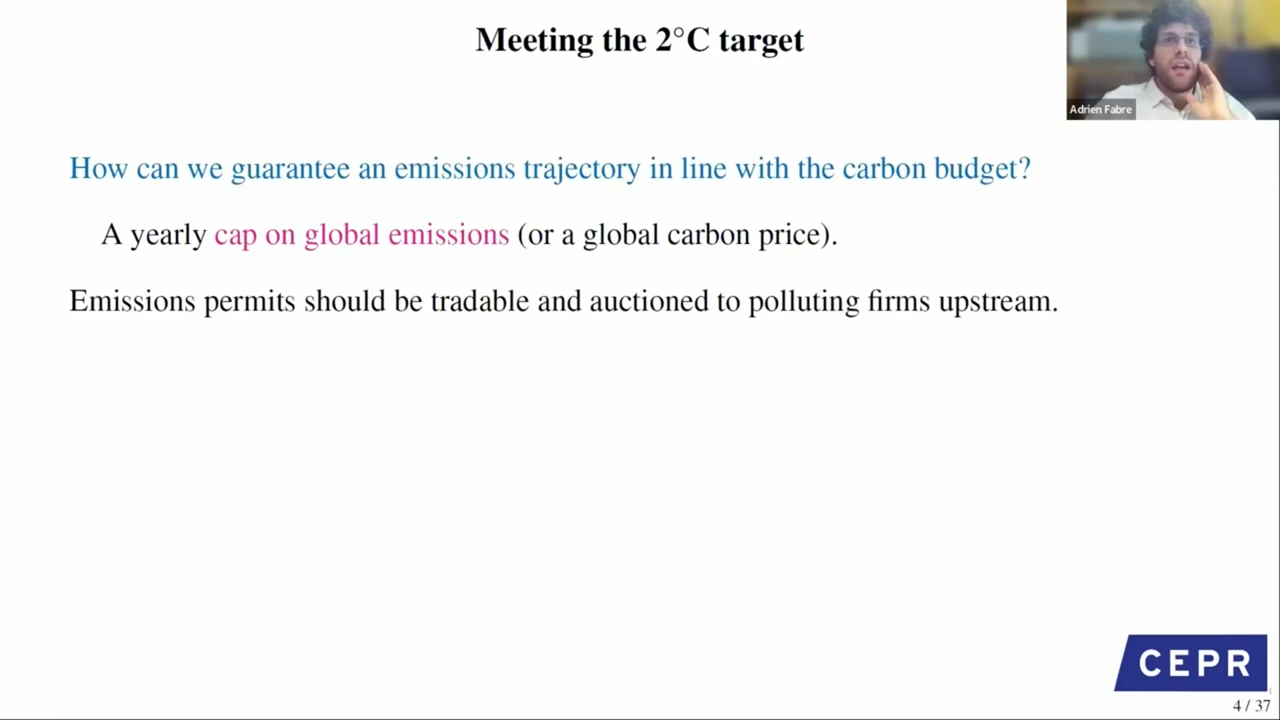 Meeting the 2°C target
Adrien Fabre
How can we guarantee an emissions trajectory in line with the carbon budget?
A yearly cap on global emissions (or a global carbon price).
Emissions permits should be tradable and auctioned to polluting firms upstream.
CEPR
4 / 37